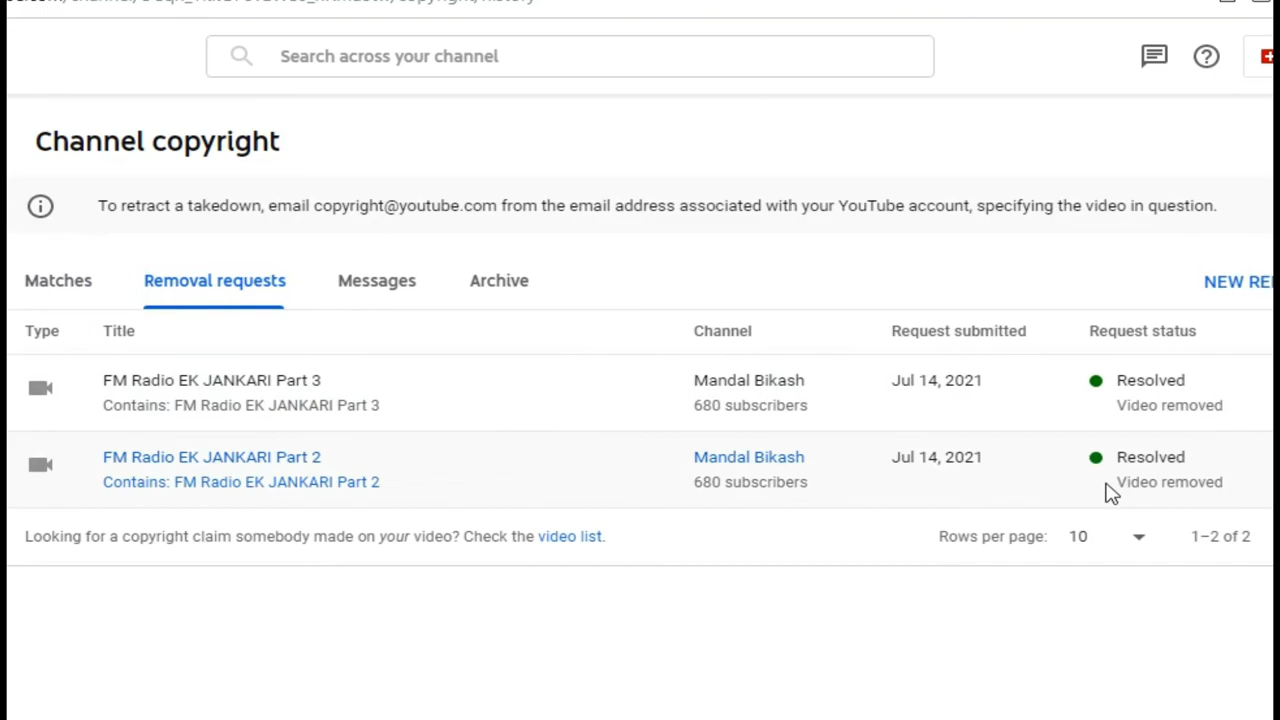 Search across your channel
Channel copyright
To retract a takedown, email copyright@youtube.com from the email address associated with your YouTube account, specifying the video in question.
Matches Removal requests Messages Archive
NEW
Type Title Channel Request submitted Request status
FM Radio EK JANKARI Part 3 Mandal Bikash Jul 14, 2021 Resolved
Contains: FM Radio EK JANKARI Part 3 680 subscribers Video removed
FM Radio EK JANKARI Part 2 Mandal Bikash Jul 14, 2021 Resolved
Contains: FM Radio EK JANKARI Part 2 680 subscribers Video removed
Looking for a copyright claim somebody made on your video? Check the video list. Rows per page: 10 1–2 of 2